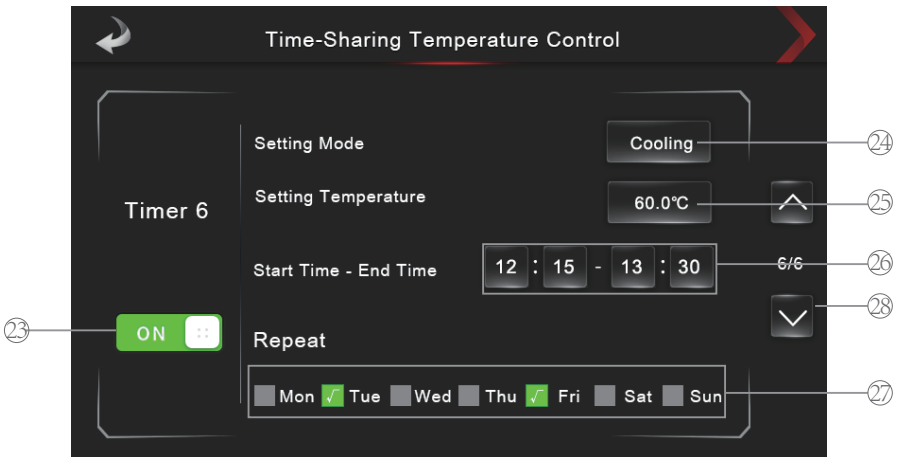 Time-Sharing Temperature Control
Setting Mode Cooling ㉔
Setting Temperature 60.0℃ ㉕
Timer 6
Start Time - End Time 12 : 15 - 13 : 30 6/6 ㉖
㉘
㉓ ON
Repeat
Mon √ Tue Wed Thu √ Fri Sat Sun ㉗